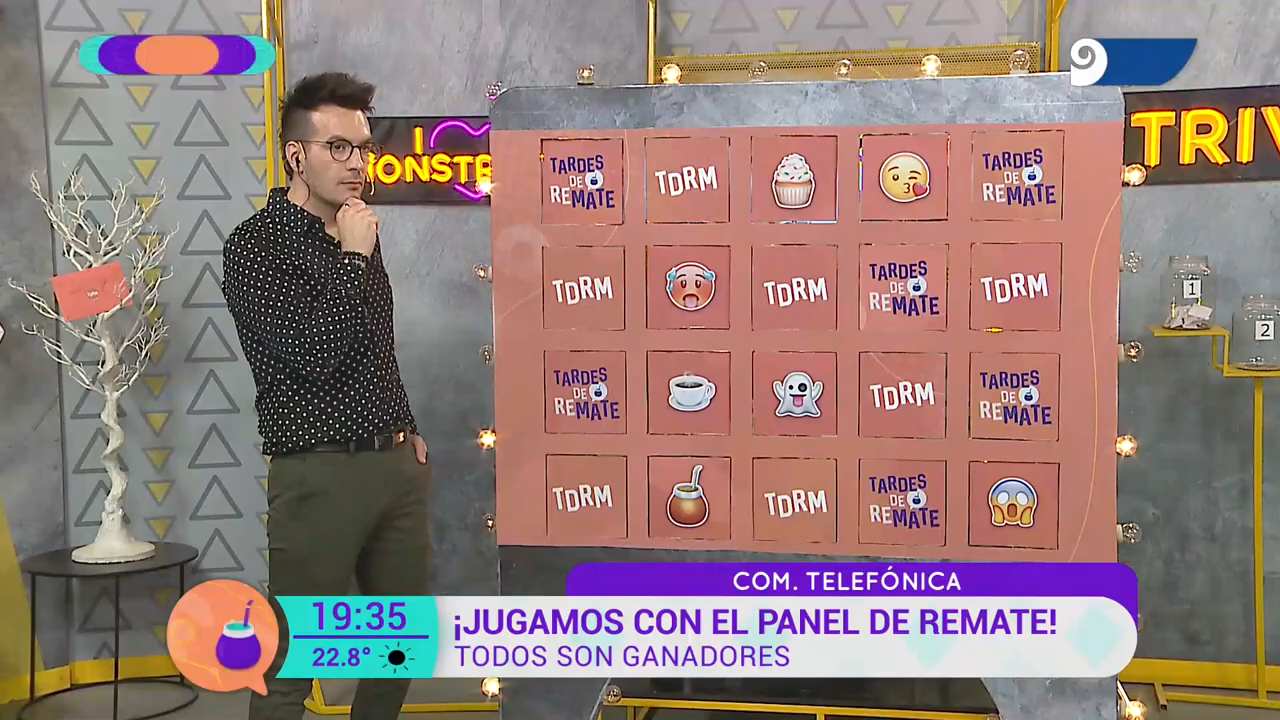 I
MONSTR
TRIV
TARDES
DE
REMATE
TDRM
TARDES
DE
REMATE
TDRM
TDRM
TARDES
DE
REMATE
TDRM
TARDES
DE
REMATE
TDRM
TARDES
DE
REMATE
TDRM
TDRM
TARDES
DE
REMATE
1
2
COM. TELEFÓNICA
19:35
22.8°
¡JUGAMOS CON EL PANEL DE REMATE!
TODOS SON GANADORES